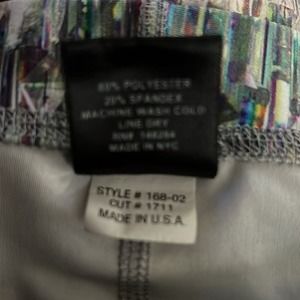 80% POLYESTER
20% SPANDEX
MACHINE WASH COLD
LINE DRY
MADE IN NYC
STYLE # 168-02
CUT # 1711
MADE IN U.S.A.